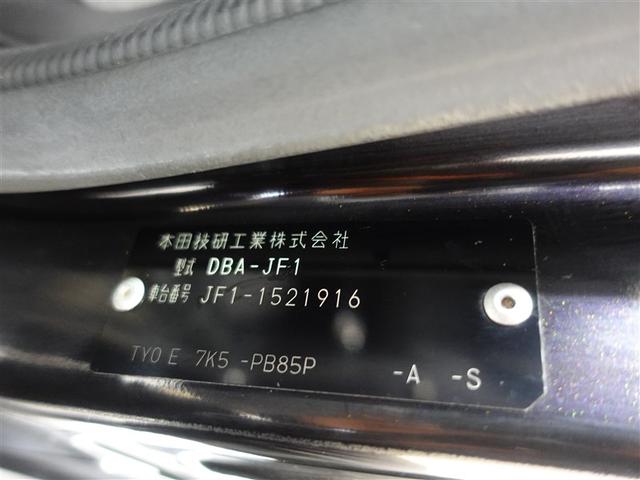 本田技研工業株式会社
型式 DBA-JF1
車台番号 JF1-1521916
TY0 E 7K5 -PB85P -A -S